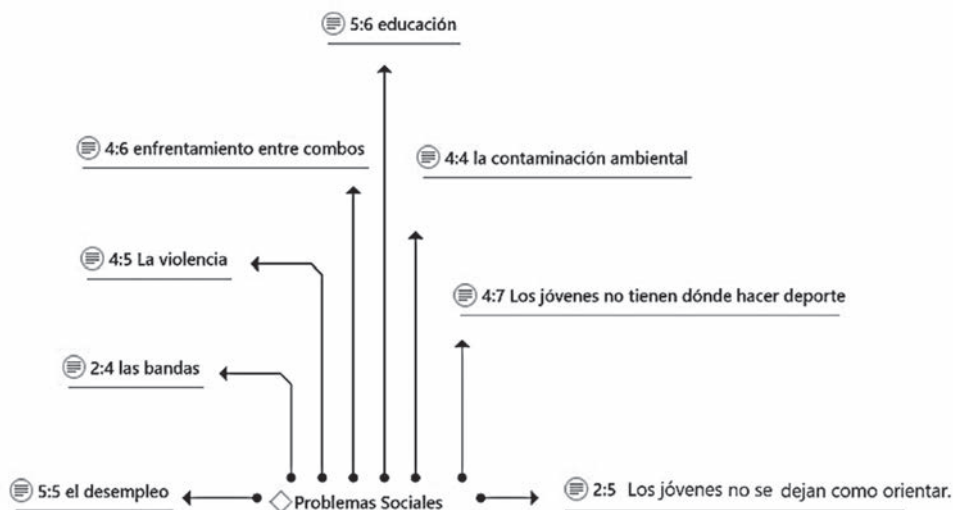 5:6 educación
4:6 enfrentamiento entre combos
4:4 la contaminación ambiental
4:5 La violencia
4:7 Los jóvenes no tienen dónde hacer deporte
2:4 las bandas
5:5 el desempleo
Problemas Sociales
2:5 Los jóvenes no se dejan como orientar.